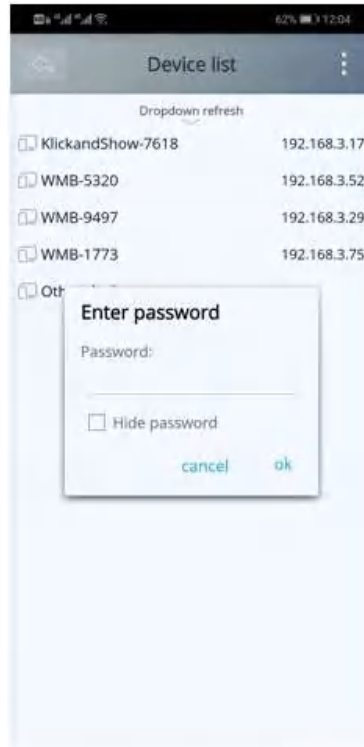 62% 12:04
Device list
Dropdown refresh
KlickandShow-7618 192.168.3.17
WMB-5320 192.168.3.52
WMB-9497 192.168.3.29
WMB-1773 192.168.3.75
Oth
Enter password
Password:
Hide password
cancel ok